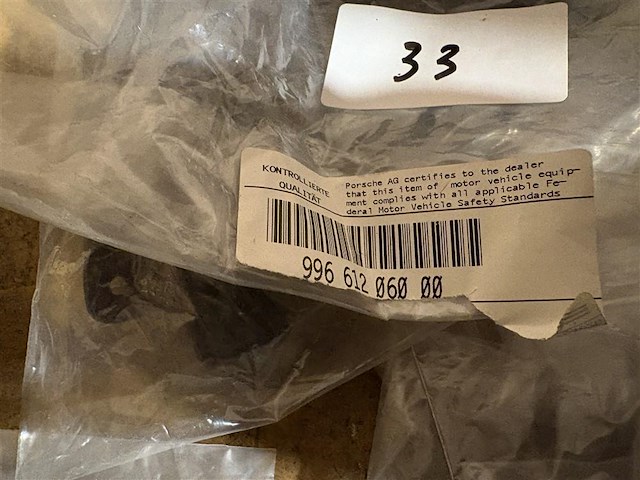 33
KONTROLLIERTE
QUALITÄT
Porsche AG certifies to the dealer
that this item of motor vehicle equip-
ment complies with all applicable Fe-
deral Motor Vehicle Safety Standards
996 612 060 00